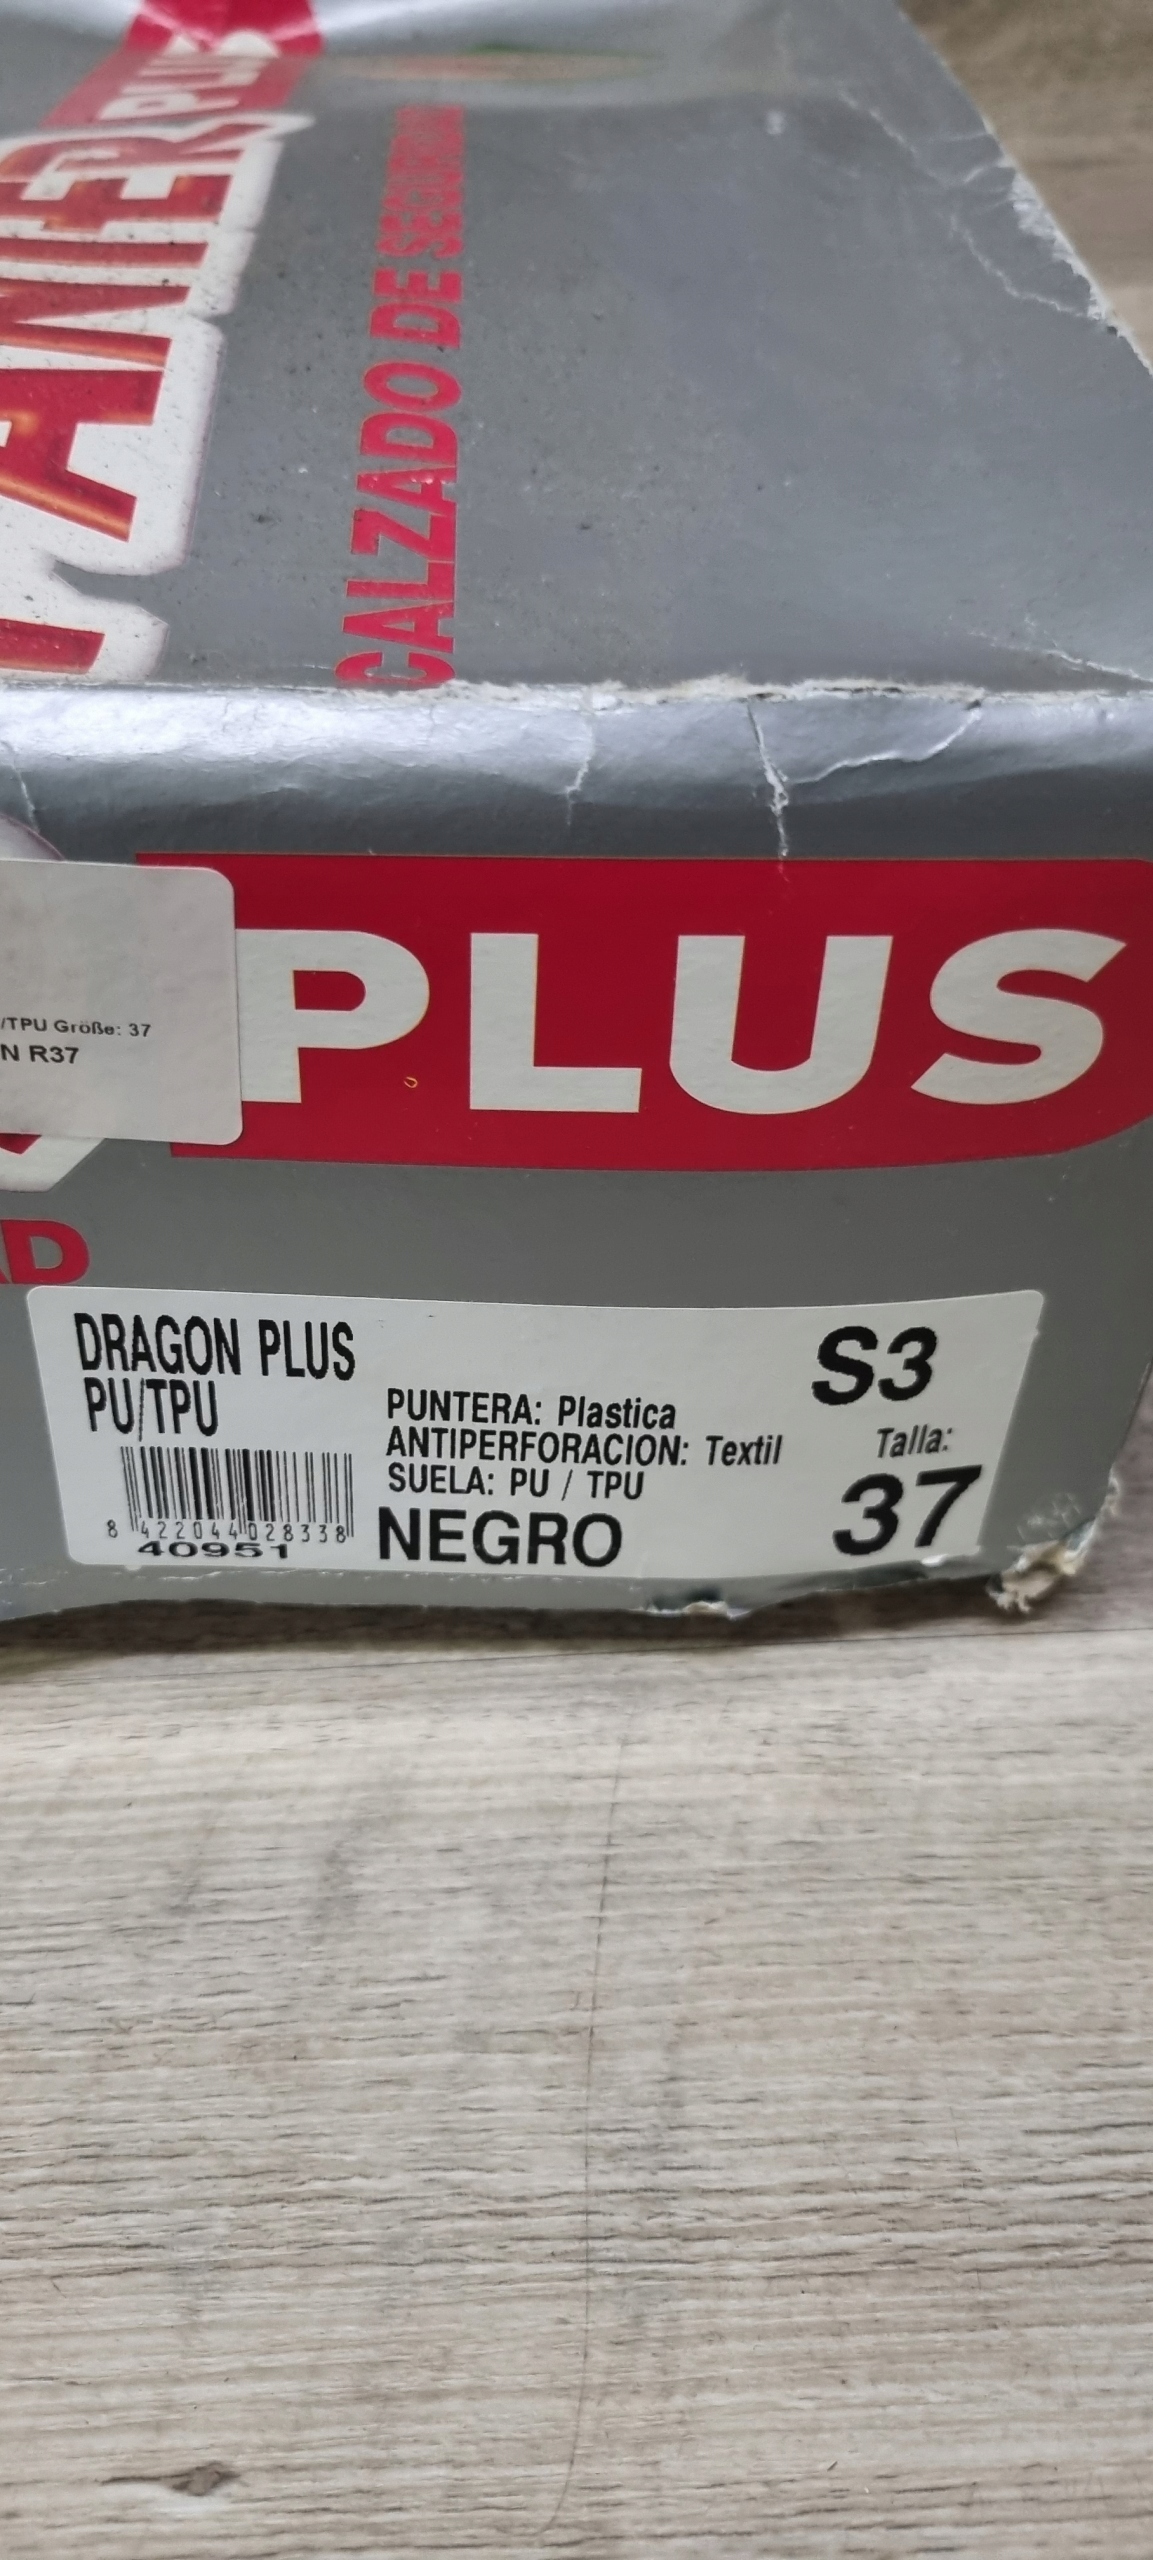 PLUS
CALZADO DE SEGURIDAD
PLUS
/TPU Größe: 37
N R37
DRAGON PLUS
PU/TPU
S3
PUNTERA: Plastica
ANTIPERFORACION: Textil
SUELA: PU / TPU
Talla:
37
8 422044 028338
40951
NEGRO